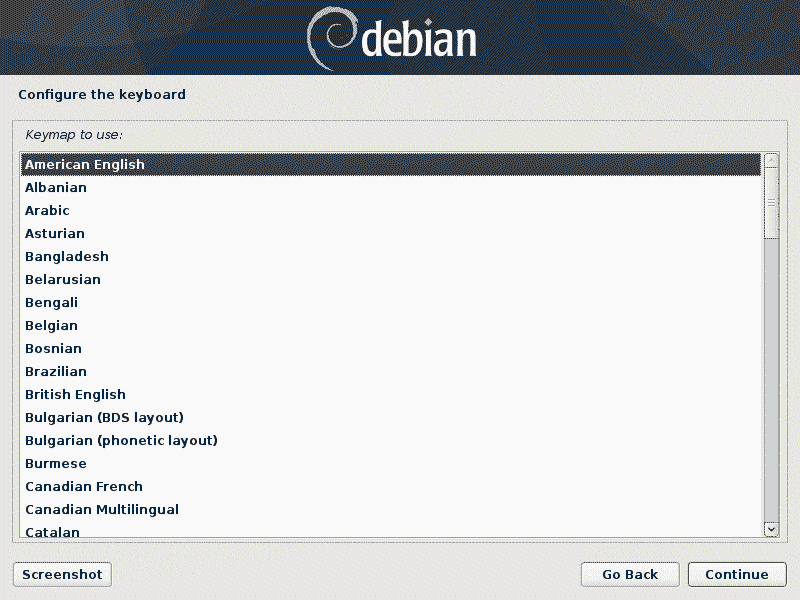 debian
Configure the keyboard
Keymap to use:
American English
Albanian
Arabic
Asturian
Bangladesh
Belarusian
Bengali
Belgian
Bosnian
Brazilian
British English
Bulgarian (BDS layout)
Bulgarian (phonetic layout)
Burmese
Canadian French
Canadian Multilingual
Catalan
Screenshot
Go Back
Continue